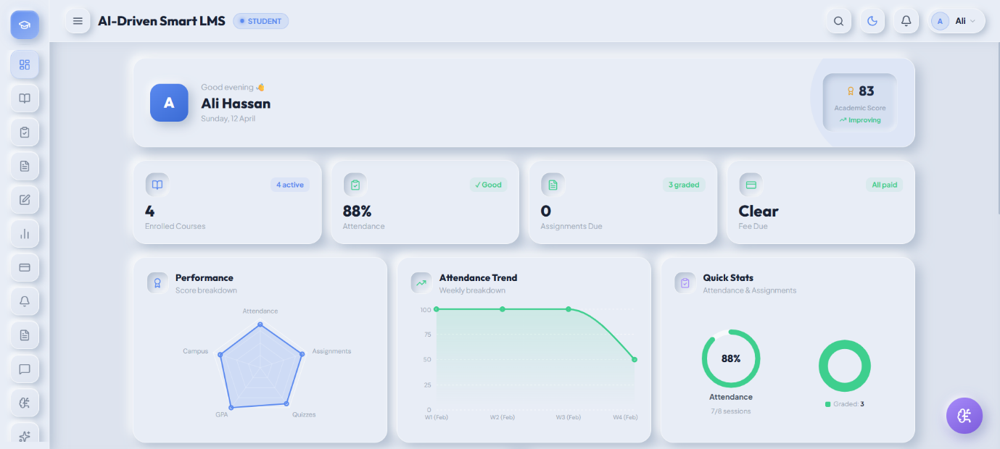 AI-Driven Smart LMS
STUDENT
A
Ali
A
Good evening 👋
Ali Hassan
Sunday, 12 April
83
Academic Score
Improving
4 active
4
Enrolled Courses
✓ Good
88%
Attendance
3 graded
0
Assignments Due
All paid
Clear
Fee Due
Performance
Score breakdown
Attendance
Campus
Assignments
GPA
Quizzes
Attendance Trend
Weekly breakdown
100
75
50
25
0
W1 (Feb)
W2 (Feb)
W3 (Feb)
W4 (Feb)
Quick Stats
Attendance & Assignments
88%
Attendance
7/8 sessions
Graded: 3